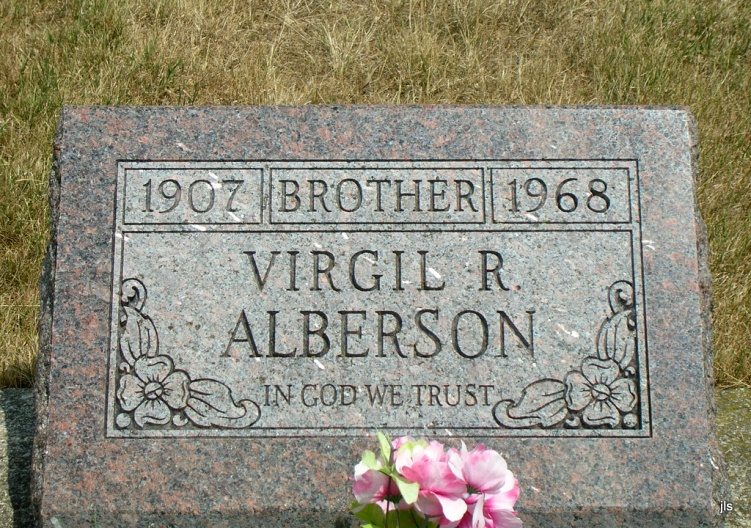 1907 BROTHER 1968
VIRGIL R.
ALBERSON
IN GOD WE TRUST
jls